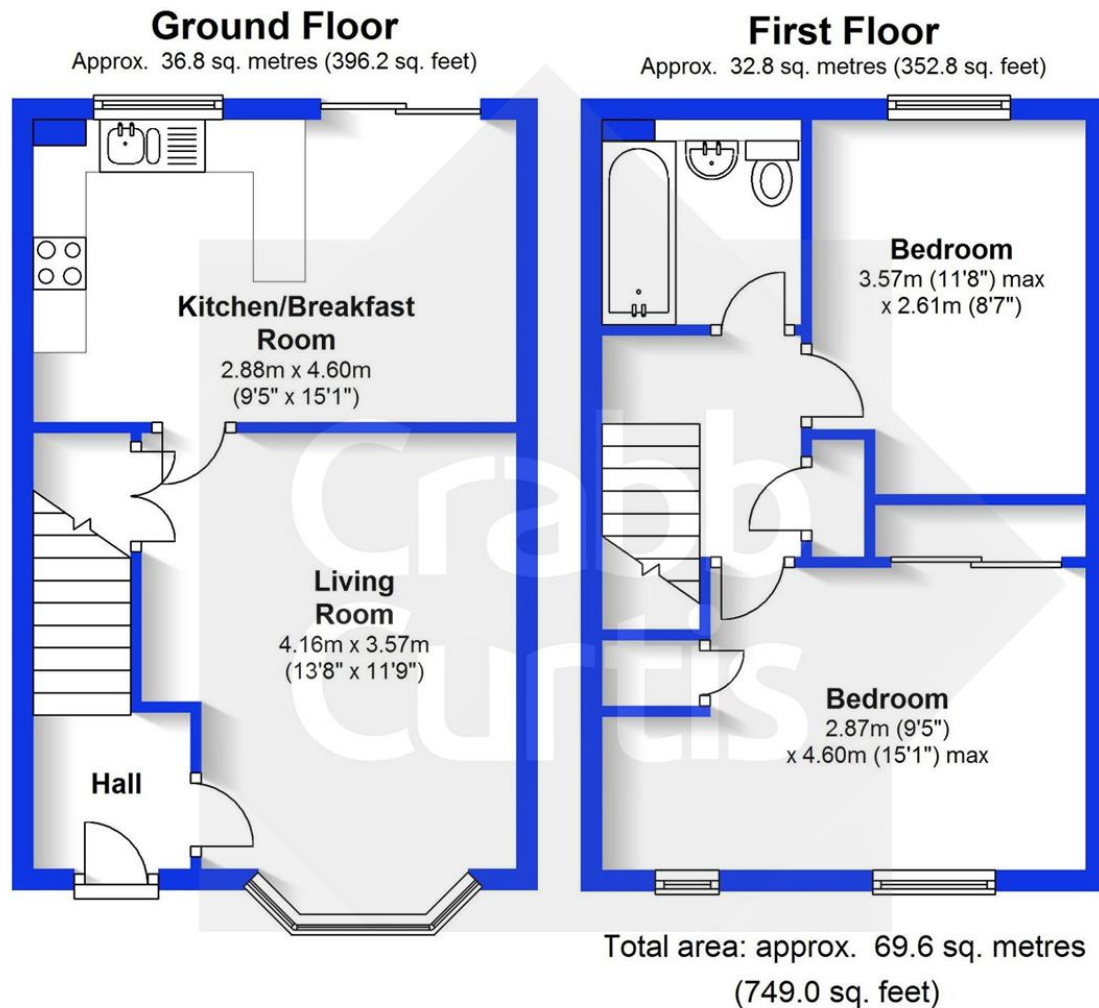 Ground Floor
Approx. 36.8 sq. metres (396.2 sq. feet)
Kitchen/Breakfast
Room
2.88m x 4.60m
(9'5" x 15'1")
Living
Room
4.16m x 3.57m
(13'8" x 11'9")
Hall
First Floor
Approx. 32.8 sq. metres (352.8 sq. feet)
Bedroom
3.57m (11'8") max
x 2.61m (8'7")
Bedroom
2.87m (9'5")
x 4.60m (15'1") max
Total area: approx. 69.6 sq. metres
(749.0 sq. feet)
Crabb
Curtis